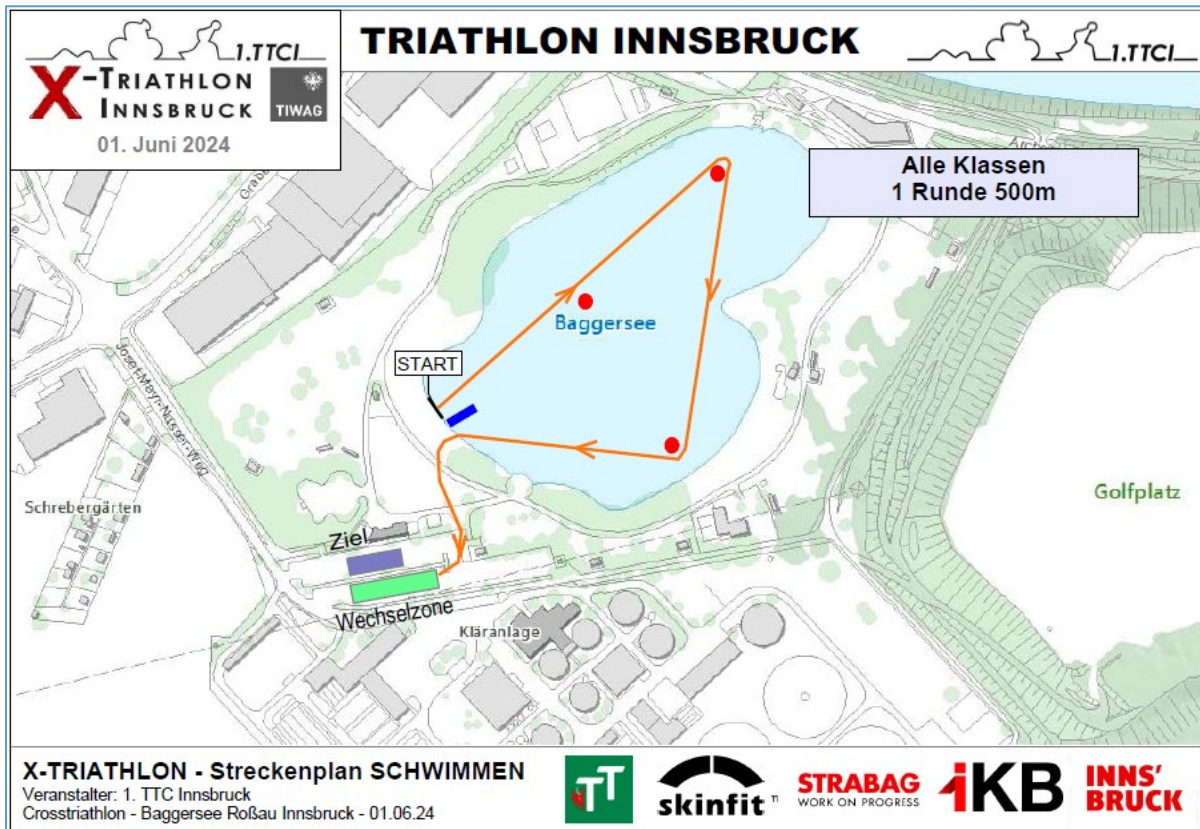 1.TTCI
X-TRIATHLON
INNSBRUCK
TIWAG
01. Juni 2024
TRIATHLON INNSBRUCK
1.TTCI
Alle Klassen
1 Runde 500m
Grabe
Baggersee
START
Josef-Mayr-Nusser-Weg
Schrebergärten
Golfplatz
Ziel
Wechselzone
Kläranlage
X-TRIATHLON - Streckenplan SCHWIMMEN
Veranstalter: 1. TTC Innsbruck
Crosstriathlon - Baggersee Roßau Innsbruck - 01.06.24
TT
skinfit
STRABAG
WORK ON PROGRESS
iKB
INNS'
BRUCK